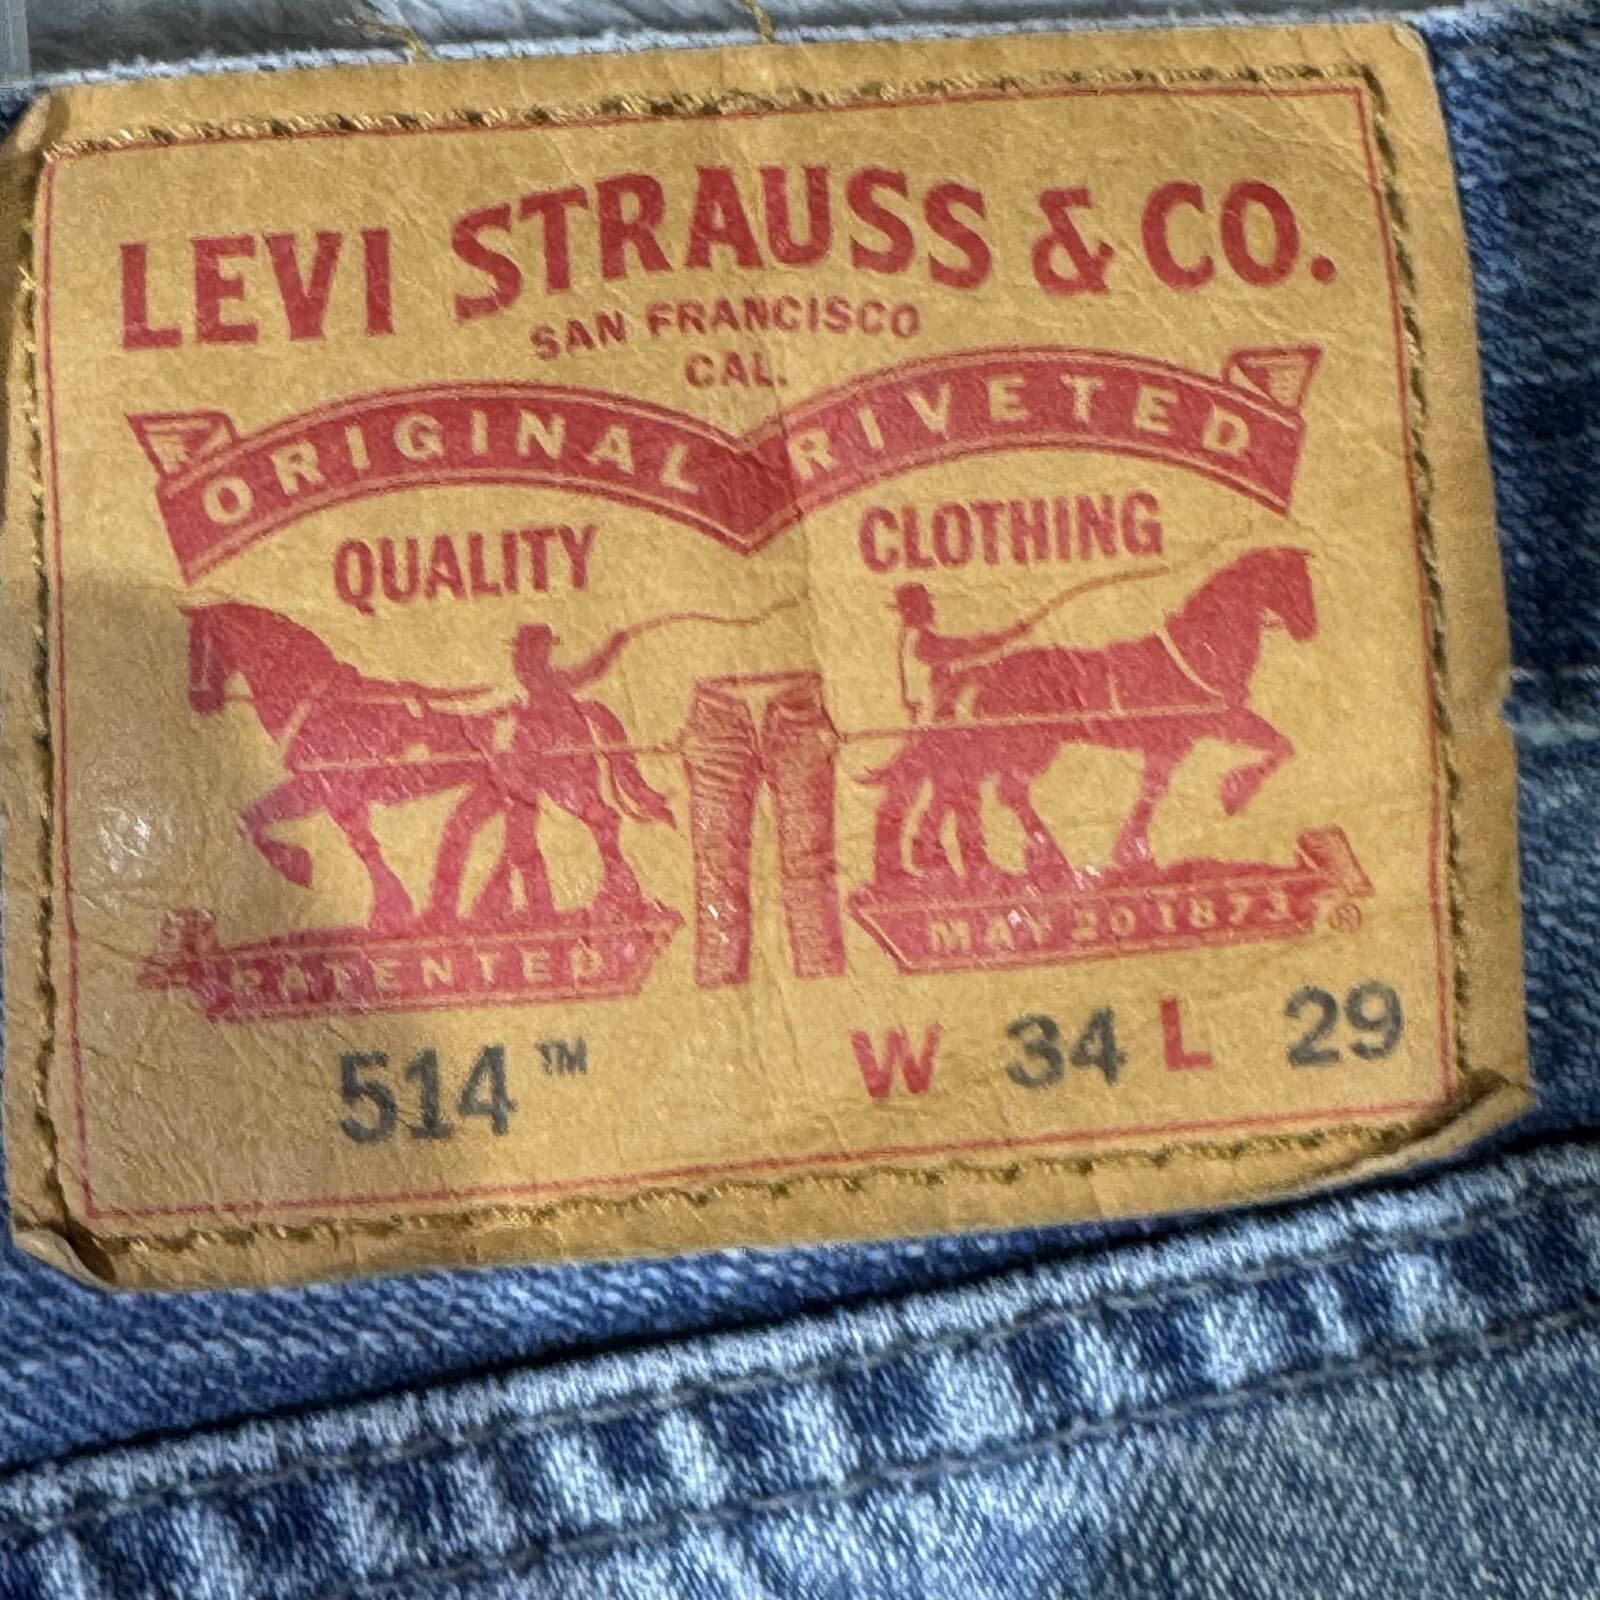 LEVI STRAUSS & CO.
SAN FRANCISCO
CAL.
ORIGINAL RIVETED
QUALITY CLOTHING
PATENTED MAY 20 1873 ®
514™ W 34 L 29